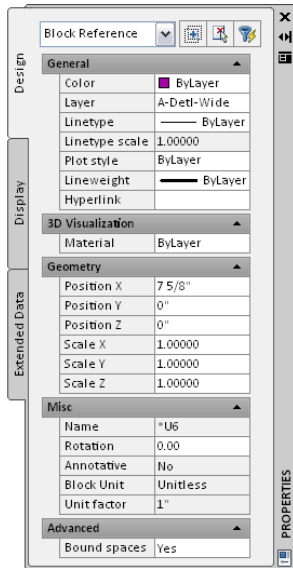 Block Reference
Design
General
Color ByLayer
Layer A-Detl-Wide
Linetype ByLayer
Linetype scale 1.00000
Plot style ByLayer
Lineweight ByLayer
Hyperlink
Display
3D Visualization
Material ByLayer
Extended Data
Geometry
Position X 7 5/8"
Position Y 0"
Position Z 0"
Scale X 1.00000
Scale Y 1.00000
Scale Z 1.00000
Misc
Name *U6
Rotation 0.00
Annotative No
Block Unit Unitless
Unit factor 1"
Advanced
Bound spaces Yes
PROPERTIES